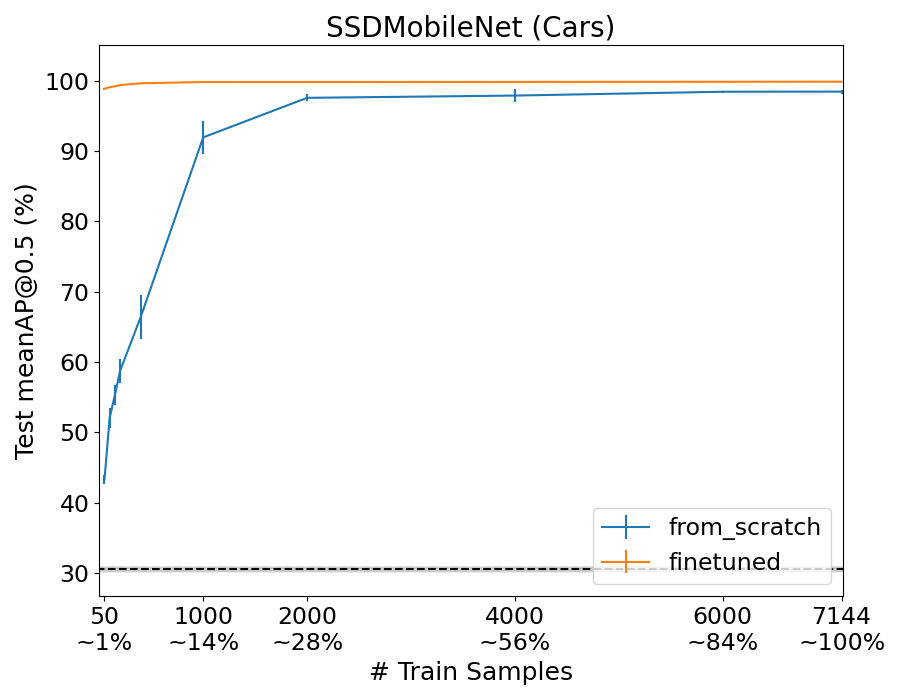 SSDMobileNet (Cars)
Test meanAP@0.5 (%)
100
90
80
70
60
50
40
30
from_scratch
finetuned
50 1000 2000 4000 6000 7144
~1% ~14% ~28% ~56% ~84% ~100%
# Train Samples